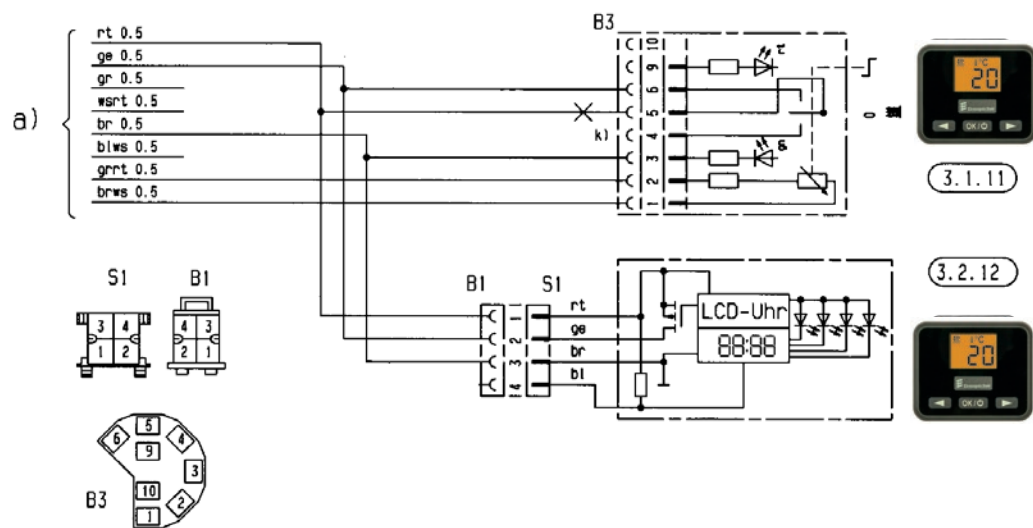 a)
rt 0.5
ge 0.5
gr 0.5
wsrt 0.5
br 0.5
blws 0.5
grrt 0.5
brws 0.5
B3
10
9
6
5
k) 4
3
2
1
0
1 °C
20
OK/
3.1.11
S1
B1
3 4
1 2
4 3
2 1
B1
S1
1
2
3
4
rt
ge
br
bl
LCD-Uhr
88:88
3.2.12
1 °C
20
OK/
B3
5
6
4
9
3
10
2
1